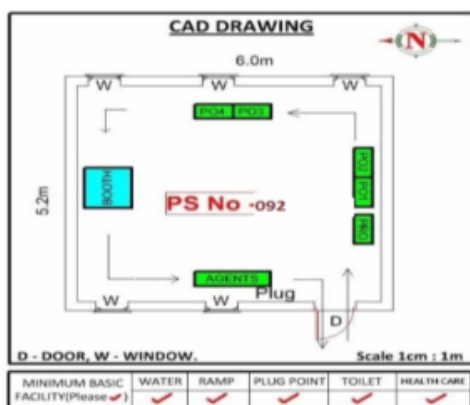 CAD DRAWING
N
6.0m
W W W
PO4 PO3
5.2m
BOOTH
PO2 PO1
PS No -092
PRO
AGENTS
Plug
W W
D
D - DOOR, W - WINDOW. Scale 1cm : 1m
MINIMUM BASIC FACILITY(Please ✓) WATER RAMP PLUG POINT TOILET HEALTH CARE
✓ ✓ ✓ ✓ ✓